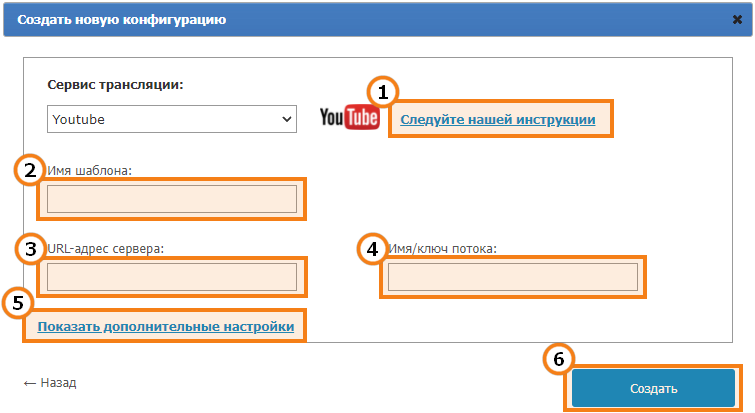 Создать новую конфигурацию
Сервис трансляции:
1
Youtube
YouTube
Следуйте нашей инструкции
2
Имя шаблона:
3
URL-адрес сервера:
4
Имя/ключ потока:
5
Показать дополнительные настройки
6
← Назад
Создать